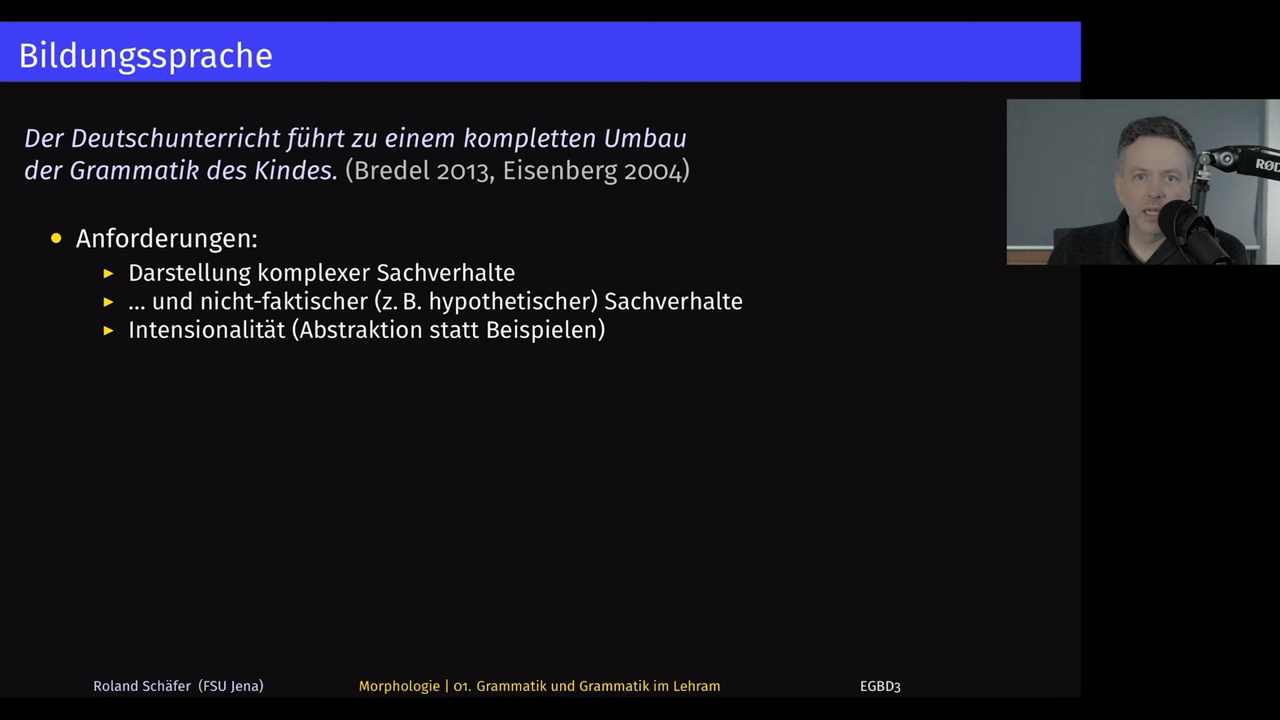 Bildungssprache
Der Deutschunterricht führt zu einem kompletten Umbau
der Grammatik des Kindes. (Bredel 2013, Eisenberg 2004)
Anforderungen:
Darstellung komplexer Sachverhalte
... und nicht-faktischer (z. B. hypothetischer) Sachverhalte
Intensionalität (Abstraktion statt Beispielen)
RØD
Roland Schäfer (FSU Jena)
Morphologie | 01. Grammatik und Grammatik im Lehram
EGBD3